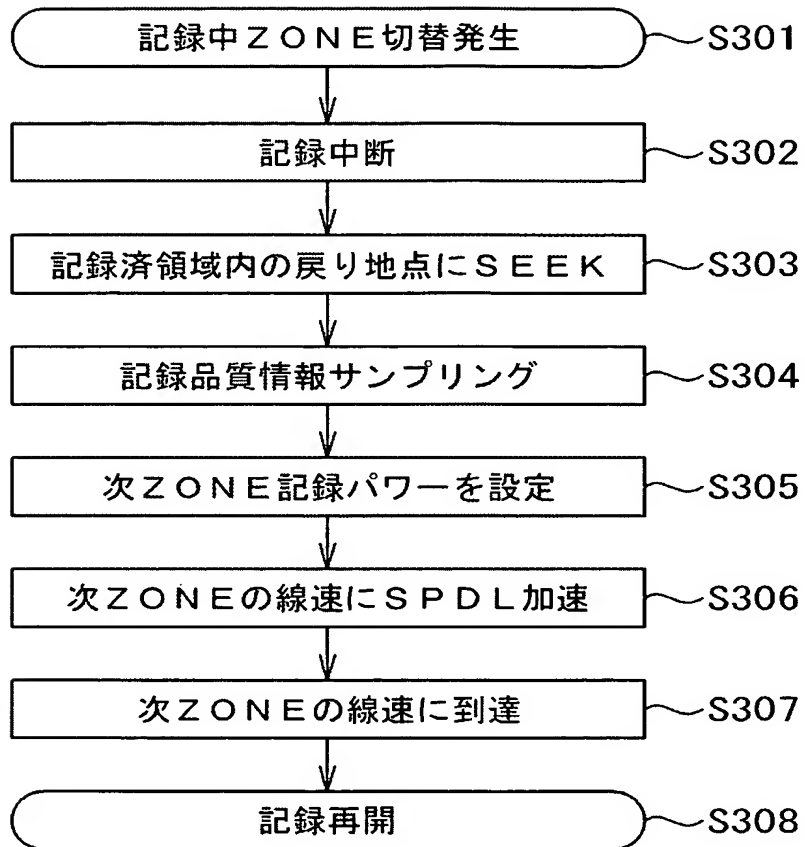 記録中ZONE切替発生 S301
記録中断 S302
記録済領域内の戻り地点にSEEK S303
記録品質情報サンプリング S304
次ZONE記録パワーを設定 S305
次ZONEの線速にSPDL加速 S306
次ZONEの線速に到達 S307
記録再開 S308